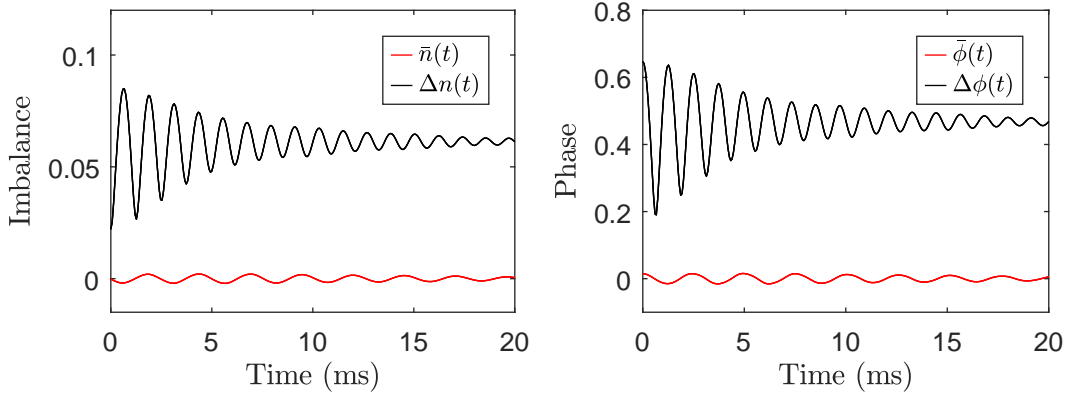 0.1
0.05
0
Imbalance
n̄(t)
Δn(t)
0 5 10 15 20
Time (ms)
0.8
0.6
0.4
0.2
0
Phase
ϕ̄(t)
Δϕ(t)
0 5 10 15 20
Time (ms)